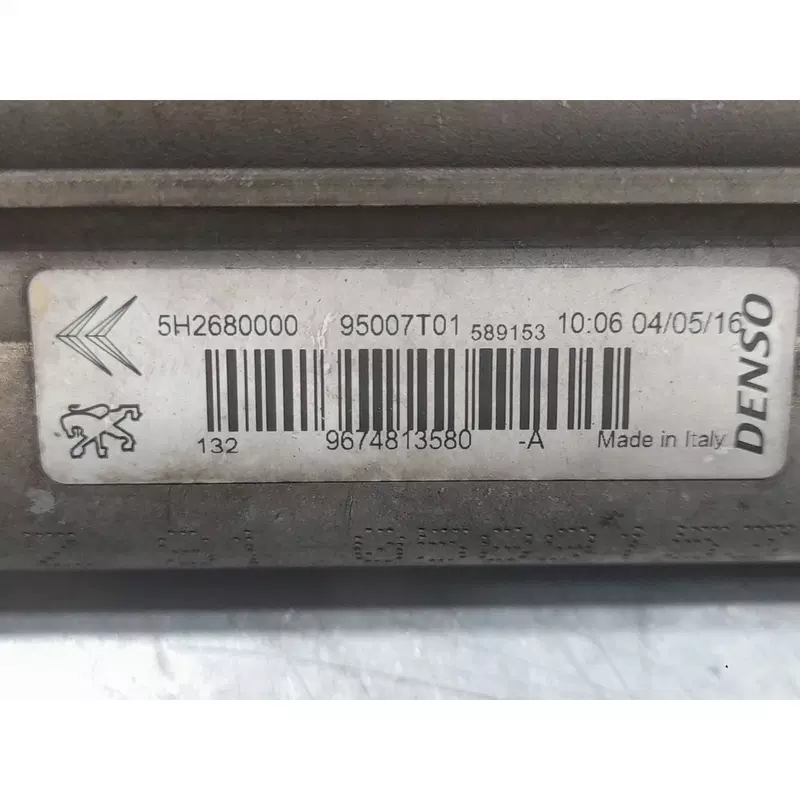 5H2680000 95007T01 589153 10:06 04/05/16
132 9674813580 -A Made in Italy
DENSO